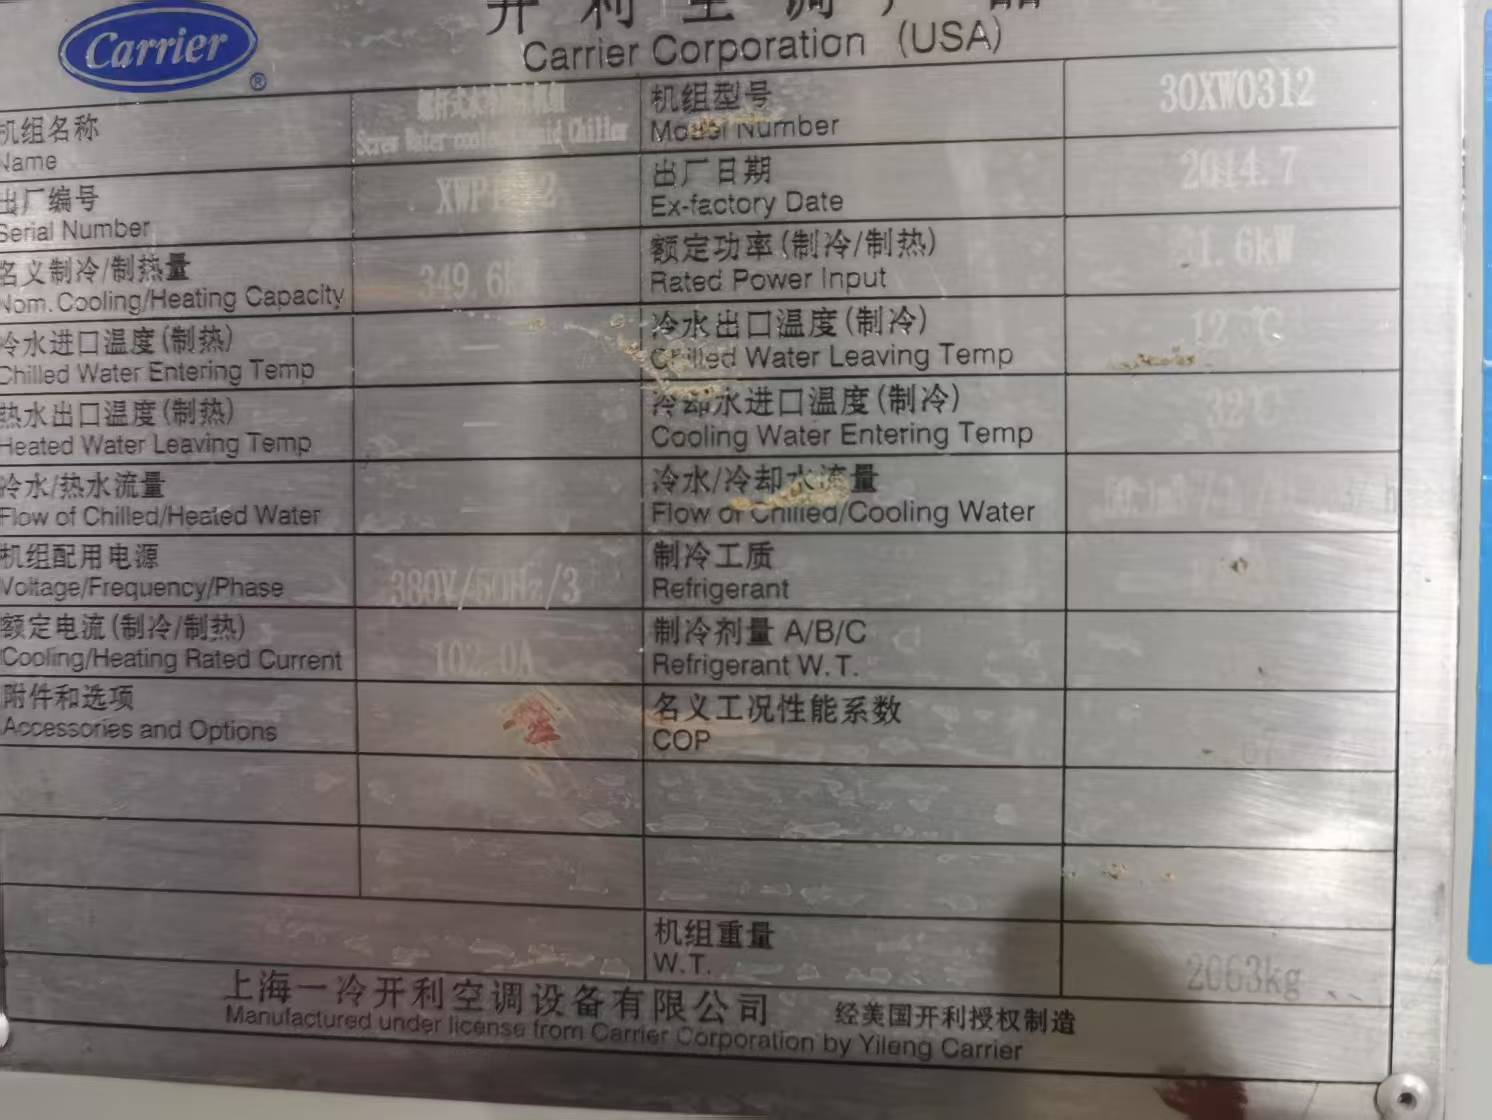 Carrier
®
开利空调产品
Carrier Corporation (USA)
机组名称
Name
Screw Water Chiller
机组型号
Model Number
30XW0312
出厂编号
Serial Number
出厂日期
Ex-factory Date
2014.7
名义制冷/制热量
Nom. Cooling/Heating Capacity
349.6k
额定功率(制冷/制热)
Rated Power Input
1.6kW
冷水进口温度(制热)
Chilled Water Entering Temp
—
冷水出口温度(制冷)
Chilled Water Leaving Temp
12℃
热水出口温度(制热)
Heated Water Leaving Temp
—
冷却水进口温度(制冷)
Cooling Water Entering Temp
32℃
冷水/热水流量
Flow of Chilled/Heated Water
冷水/冷却水流量
Flow of Chilled/Cooling Water
机组配用电源
Voltage/Frequency/Phase
380V/50Hz/3
制冷工质
Refrigerant
额定电流(制冷/制热)
Cooling/Heating Rated Current
102.0A
制冷剂量 A/B/C
Refrigerant W.T.
附件和选项
Accessories and Options
名义工况性能系数
COP
机组重量
W.T.
2063kg
上海一冷开利空调设备有限公司 经美国开利授权制造
Manufactured under license from Carrier Corporation by Yileng Carrier